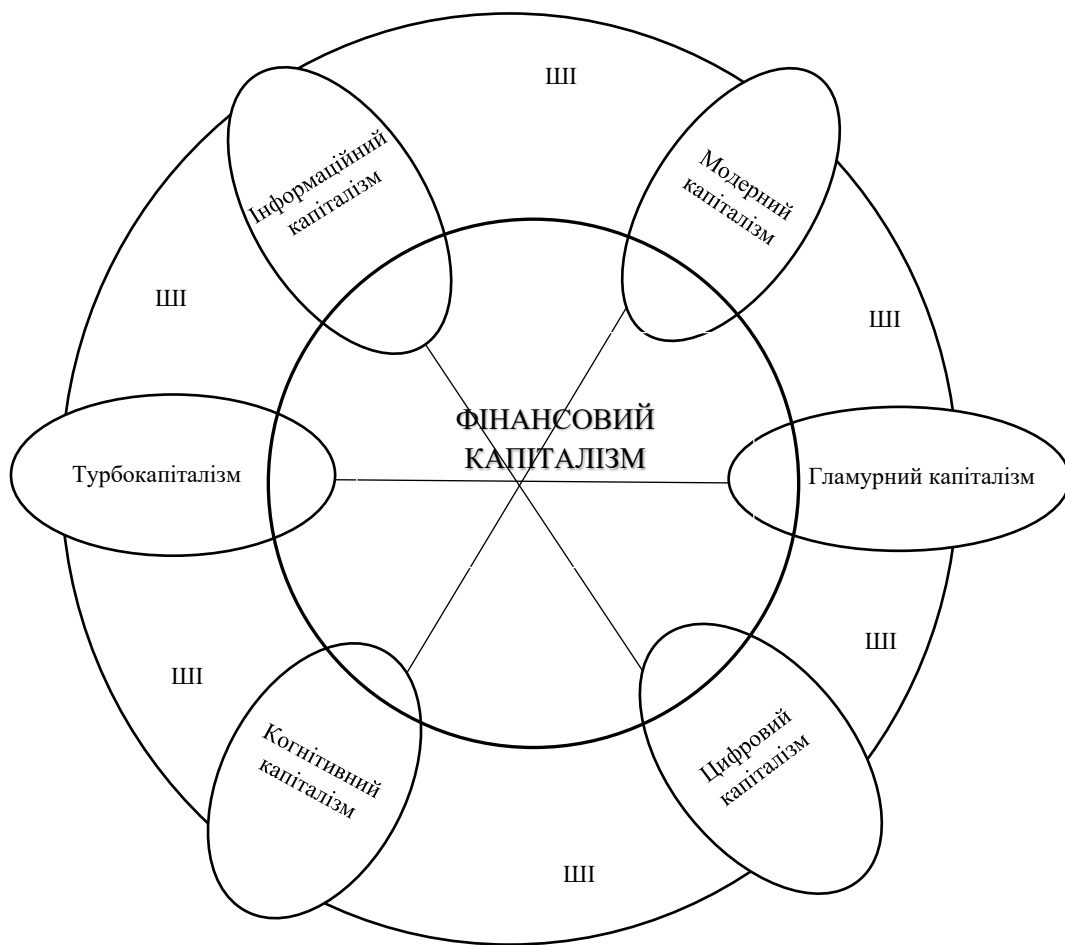 ШІ
Інформаційний
капіталізм
Модерний
капіталізм
ШІ
ШІ
ФІНАНСОВИЙ
КАПІТАЛІЗМ
Турбокапіталізм
Гламурний капіталізм
ШІ
ШІ
Когнітивний
капіталізм
Цифровий
капіталізм
ШІ